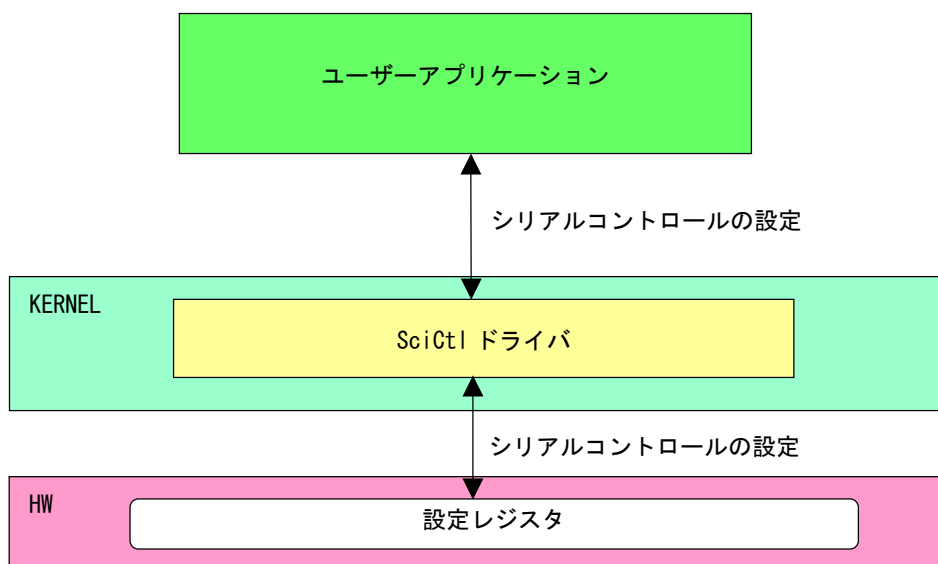 ユーザーアプリケーション
シリアルコントロールの設定
KERNEL
SciCtl ドライバ
シリアルコントロールの設定
HW
設定レジスタ